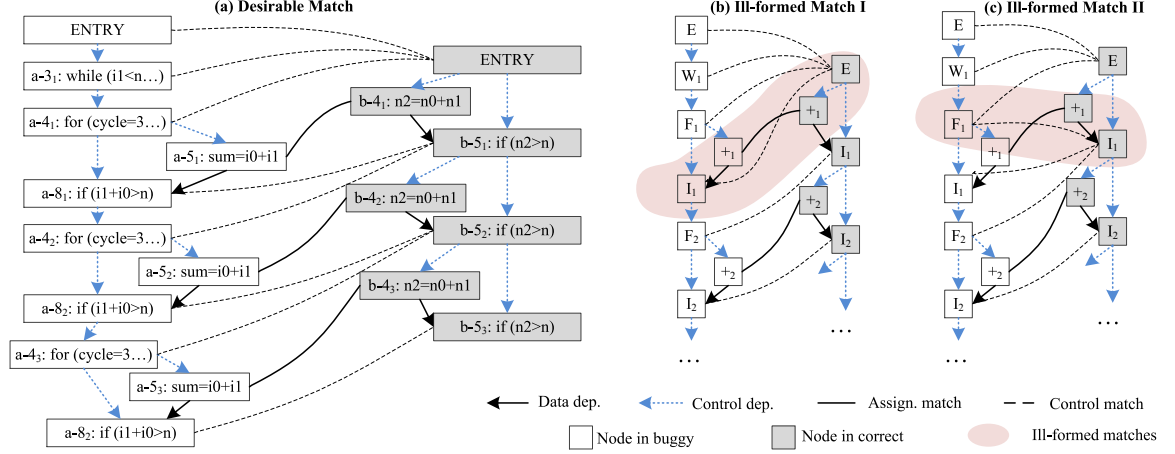 (a) Desirable Match
ENTRY
ENTRY
a-3₁: while (i1<n…)
b-4₁: n2=n0+n1
a-4₁: for (cycle=3…)
b-5₁: if (n2>n)
a-5₁: sum=i0+i1
a-8₁: if (i1+i0>n)
b-4₂: n2=n0+n1
a-4₂: for (cycle=3…)
b-5₂: if (n2>n)
a-5₂: sum=i0+i1
b-4₃: n2=n0+n1
a-8₂: if (i1+i0>n)
b-5₃: if (n2>n)
a-4₃: for (cycle=3…)
a-5₃: sum=i0+i1
a-8₂: if (i1+i0>n)
(b) Ill-formed Match I
E
E
W₁
+₁
F₁
+₁
I₁
I₁
+₂
F₂
I₂
+₂
I₂
…
…
(c) Ill-formed Match II
E
E
W₁
+₁
F₁
I₁
+₁
I₁
+₂
F₂
I₂
+₂
I₂
…
…
Data dep.
Control dep.
Assign. match
Control match
Node in buggy
Node in correct
Ill-formed matches